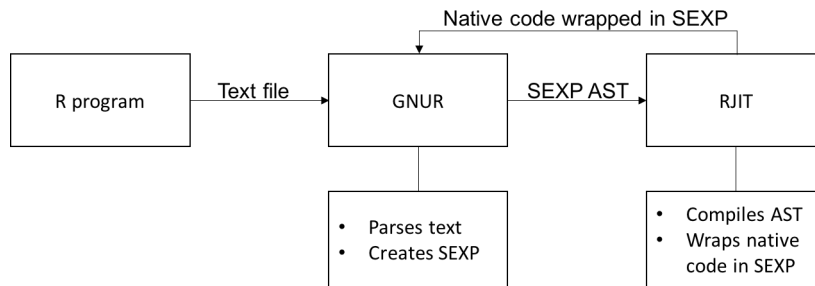 Native code wrapped in SEXP
R program
Text file
GNUR
SEXP AST
RJIT
• Parses text
• Creates SEXP
• Compiles AST
• Wraps native
code in SEXP